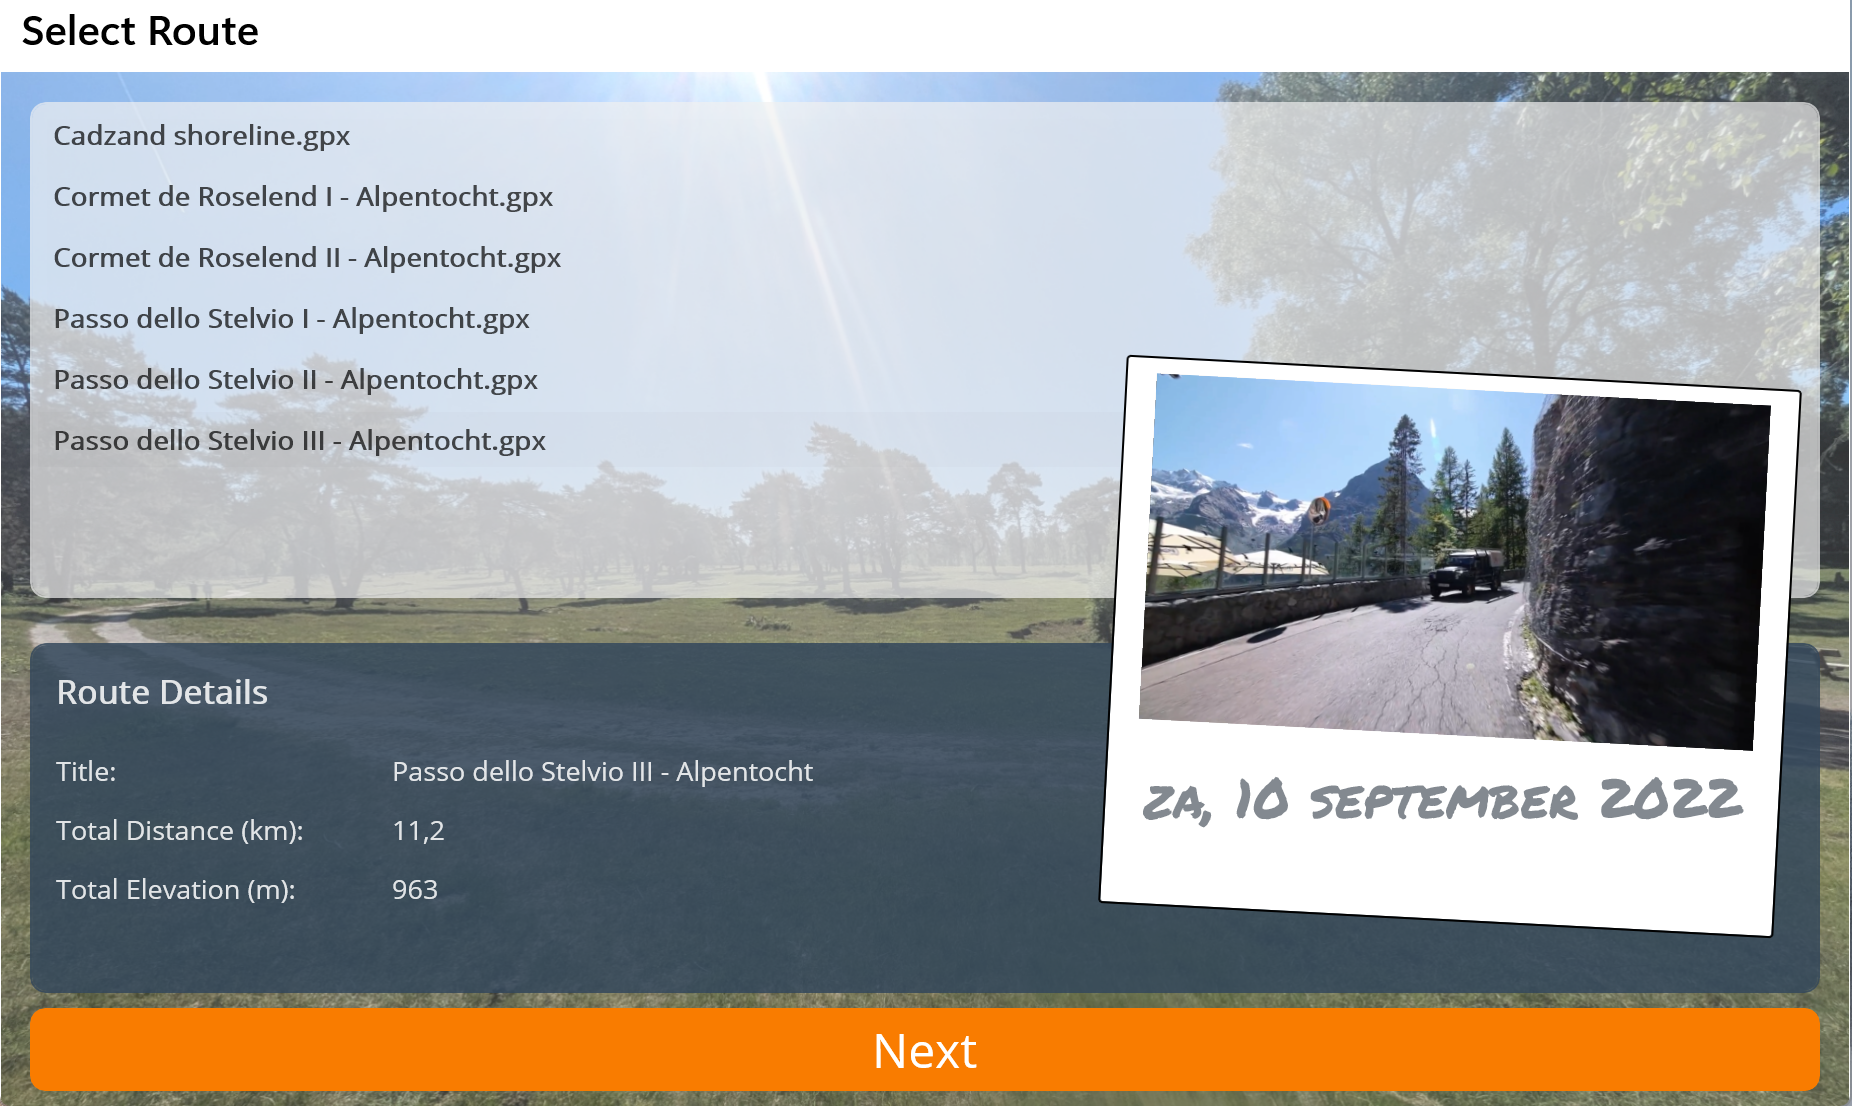 Select Route
Cadzand shoreline.gpx
Cormet de Roselend I - Alpentocht.gpx
Cormet de Roselend II - Alpentocht.gpx
Passo dello Stelvio I - Alpentocht.gpx
Passo dello Stelvio II - Alpentocht.gpx
Passo dello Stelvio III - Alpentocht.gpx
Route Details
Title: Passo dello Stelvio III - Alpentocht
Total Distance (km): 11,2
Total Elevation (m): 963
za, 10 september 2022
Next